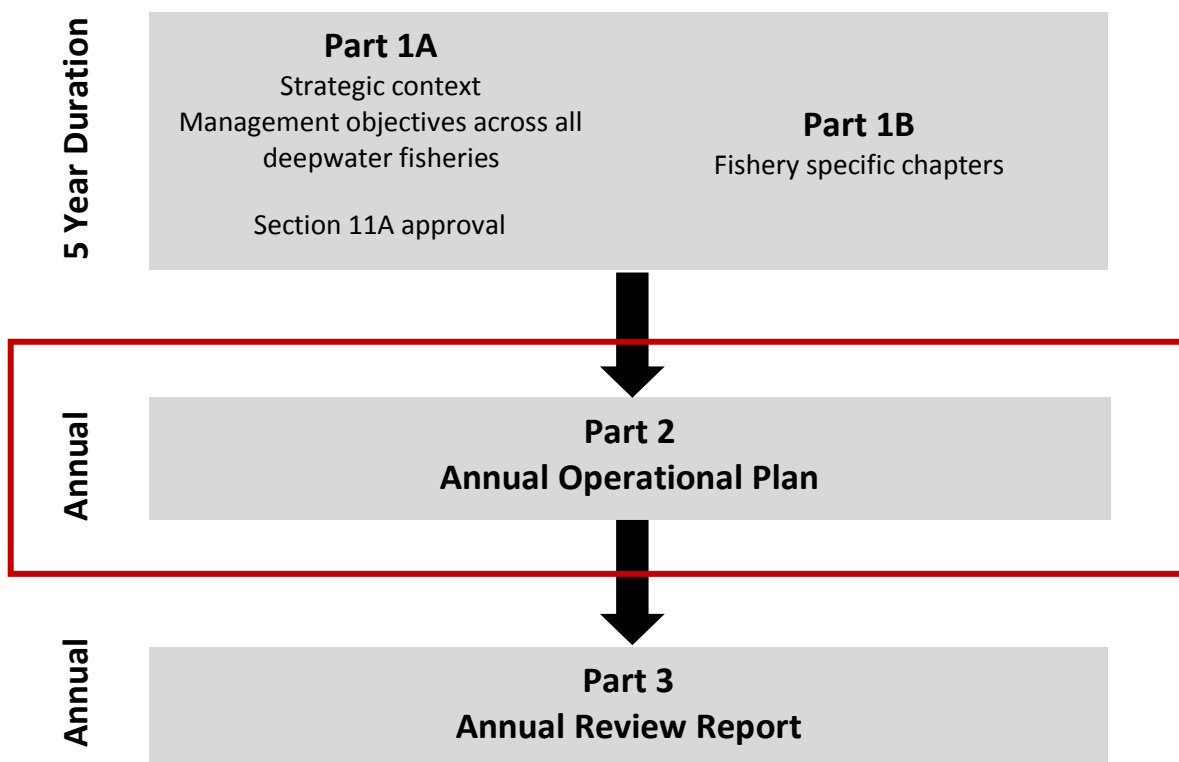 5 Year Duration
Part 1A
Strategic context
Management objectives across all
deepwater fisheries
Section 11A approval
Part 1B
Fishery specific chapters
Annual
Part 2
Annual Operational Plan
Annual
Part 3
Annual Review Report